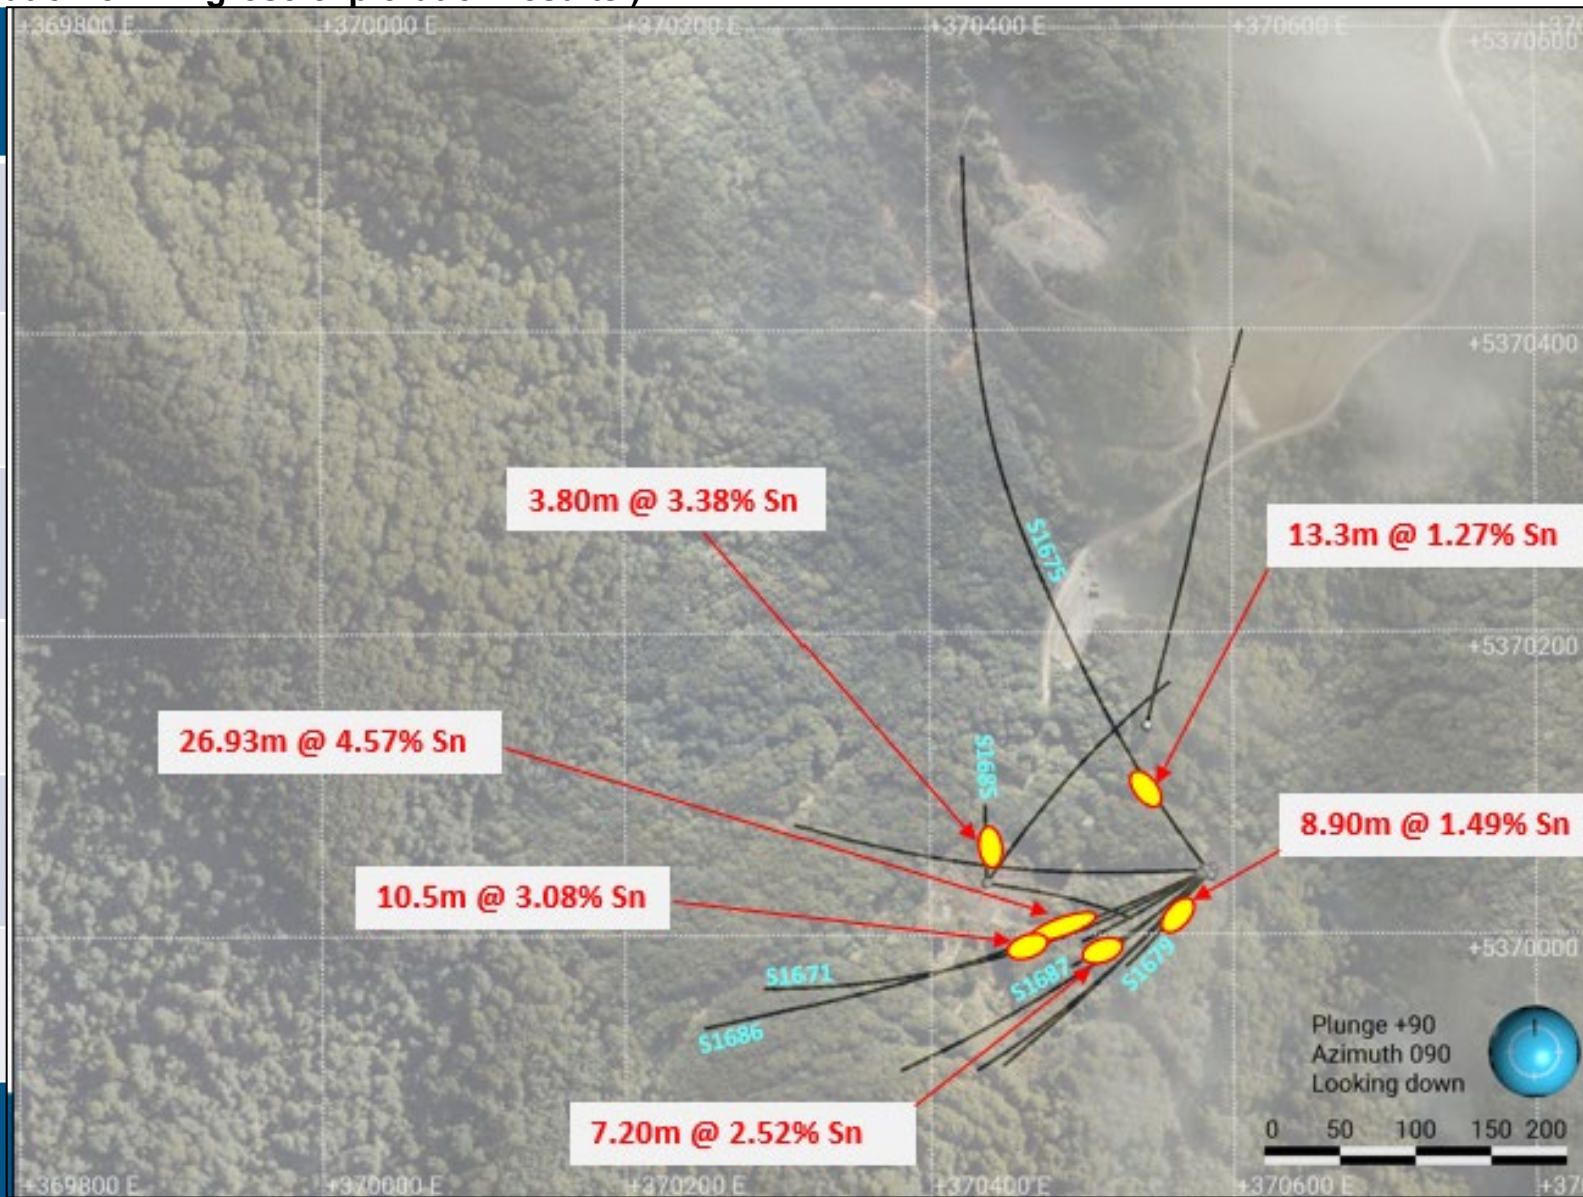 +369800 E +370000 E +370200 E +370400 E +370600 E
+5370600
+5370400
3.80m @ 3.38% Sn
S1675
13.3m @ 1.27% Sn
+5370200
26.93m @ 4.57% Sn
S1685
8.90m @ 1.49% Sn
10.5m @ 3.08% Sn
+5370000
S1671
S1687
S1679
S1686
Plunge +90
Azimuth 090
Looking down
7.20m @ 2.52% Sn
0 50 100 150 200
+369800 E +370000 E +370200 E +370400 E +370600 E